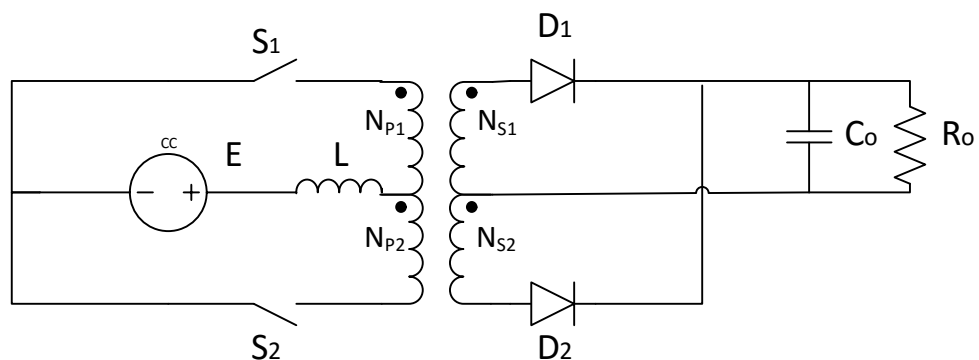 S1
D1
NP1
NS1
CC
E
L
Co
Ro
− +
NP2
NS2
S2
D2